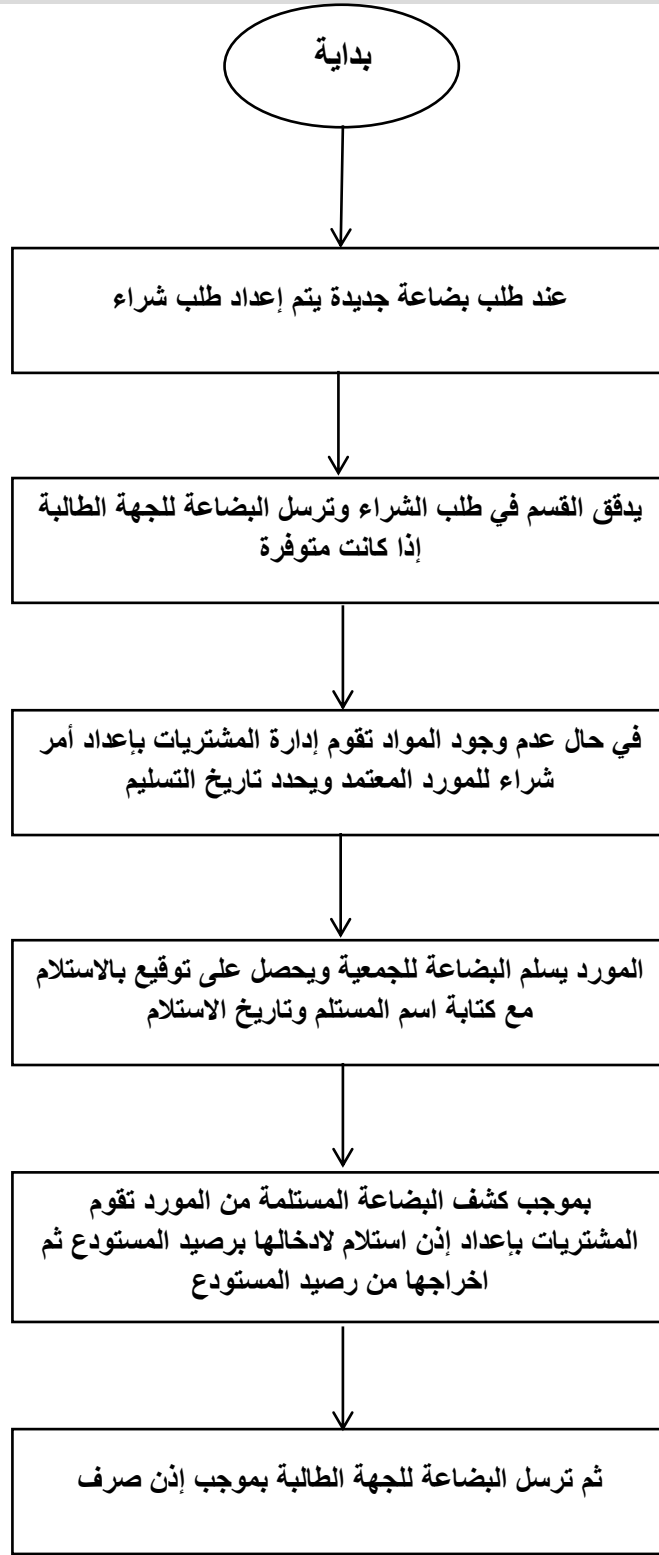 بداية
عند طلب بضاعة جديدة يتم إعداد طلب شراء
يدقق القسم في طلب الشراء وترسل البضاعة للجهة الطالبة
إذا كانت متوفرة
في حال عدم وجود المواد تقوم إدارة المشتريات بإعداد أمر
شراء للمورد المعتمد ويحدد تاريخ التسليم
المورد يسلم البضاعة للجمعية ويحصل على توقيع بالاستلام
مع كتابة اسم المستلم وتاريخ الاستلام
بموجب كشف البضاعة المستلمة من المورد تقوم
المشتريات بإعداد إذن استلام لادخالها برصيد المستودع ثم
اخراجها من رصيد المستودع
ثم ترسل البضاعة للجهة الطالبة بموجب إذن صرف